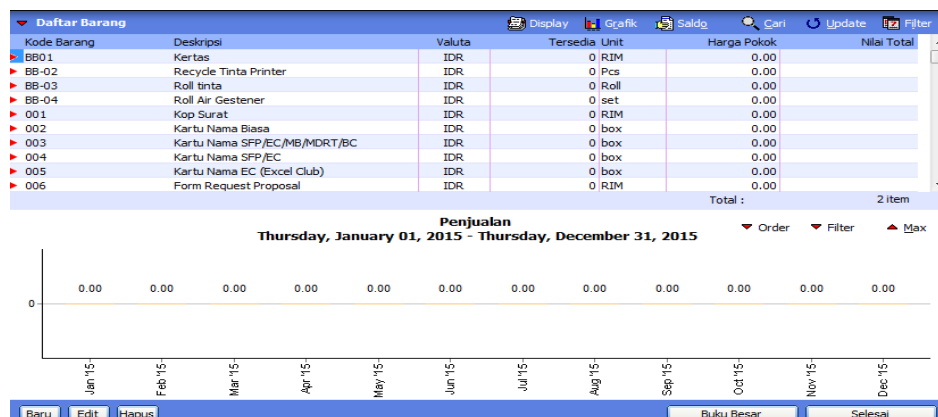 Daftar Barang Display Grafik Saldo Cari Update Filter
Kode Barang Deskripsi Valuta Tersedia Unit Harga Pokok Nilai Total
BB01 Kertas IDR 0 RIM 0.00
BB-02 Recycle Tinta Printer IDR 0 Pcs 0.00
BB-03 Roll tinta IDR 0 Roll 0.00
BB-04 Roll Air Gestener IDR 0 set 0.00
001 Kop Surat IDR 0 RIM 0.00
002 Kartu Nama Biasa IDR 0 box 0.00
003 Kartu Nama SFP/EC/MB/MDRT/BC IDR 0 box 0.00
004 Kartu Nama SFP/EC IDR 0 box 0.00
005 Kartu Nama EC (Excel Club) IDR 0 box 0.00
006 Form Request Proposal IDR 0 RIM 0.00
Total : 2 item
Penjualan
Thursday, January 01, 2015 - Thursday, December 31, 2015
Order Filter Max
0.00 0.00 0.00 0.00 0.00 0.00 0.00 0.00 0.00 0.00 0.00 0.00
0
Jan '15 Feb '15 Mar '15 Apr '15 May '15 Jun '15 Jul '15 Aug '15 Sep '15 Oct '15 Nov '15 Dec '15
Baru Edit Hapus Buku Besar Selesai